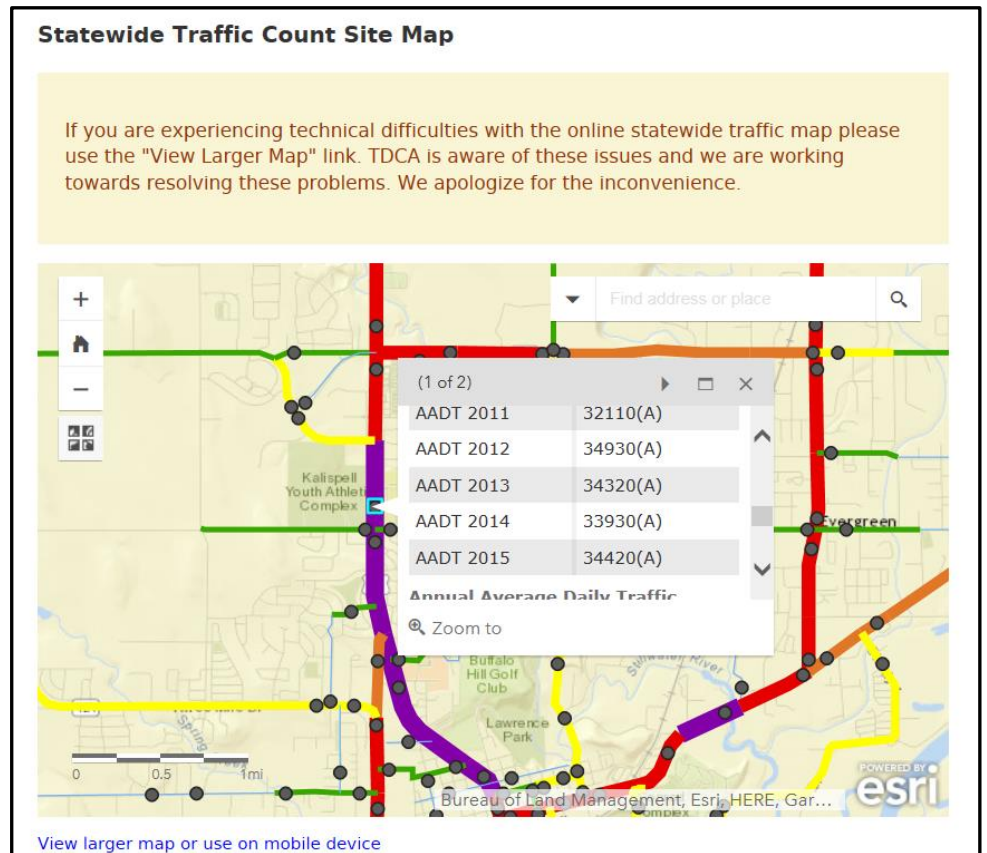 Statewide Traffic Count Site Map
If you are experiencing technical difficulties with the online statewide traffic map please
use the "View Larger Map" link. TDCA is aware of these issues and we are working
towards resolving these problems. We apologize for the inconvenience.
+
Find address or place
−
(1 of 2)
AADT 2011 32110(A)
AADT 2012 34930(A)
AADT 2013 34320(A)
AADT 2014 33930(A)
AADT 2015 34420(A)
Annual Average Daily Traffic
Zoom to
Kalispell
Youth Athleti
Complex
Evergreen
Buffalo
Hill Golf
Club
Stillwater River
Lawrence
Park
Spring
0 0.5 1mi
Bureau of Land Management, Esri, HERE, Gar...
POWERED BY
esri
View larger map or use on mobile device